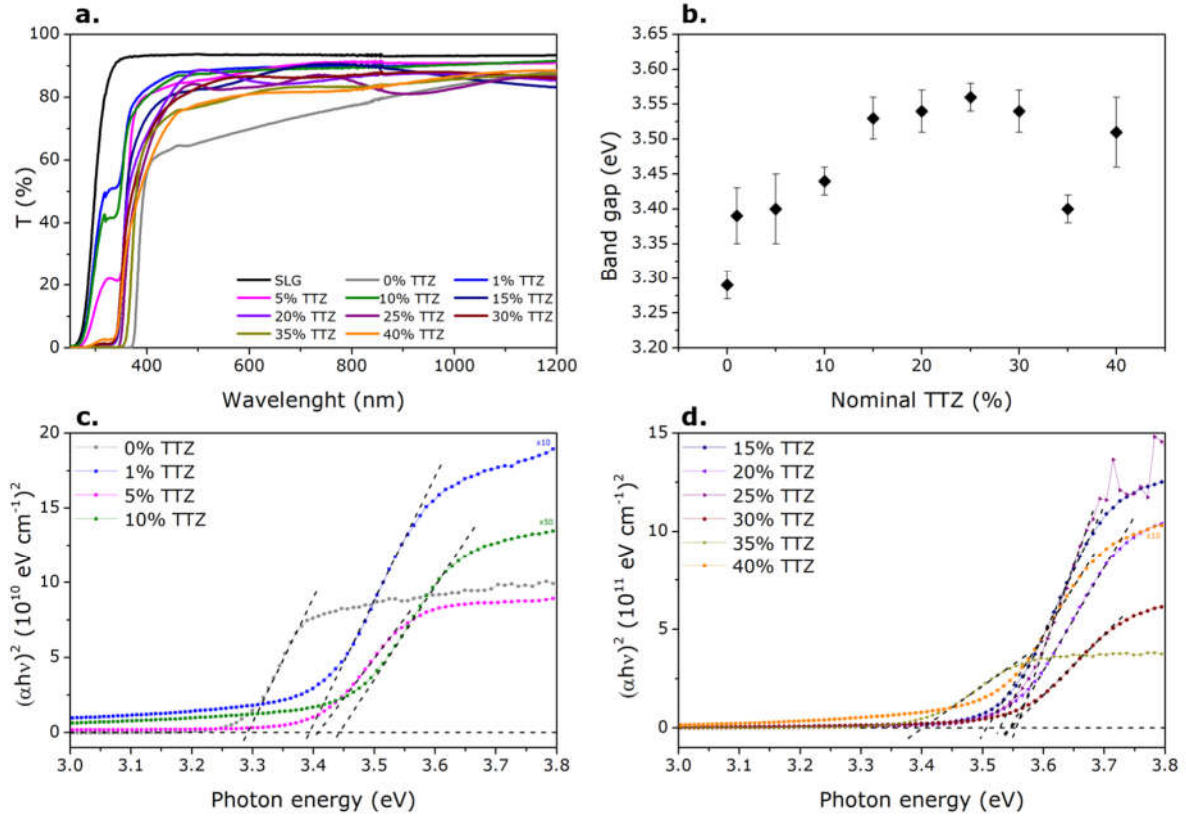 a.
100
80
60
40
20
0
T (%)
SLG 0% TTZ 1% TTZ
5% TTZ 10% TTZ 15% TTZ
20% TTZ 25% TTZ 30% TTZ
35% TTZ 40% TTZ
400 600 800 1000 1200
Wavelenght (nm)
b.
3.65
3.60
3.55
3.50
3.45
3.40
3.35
3.30
3.25
3.20
Band gap (eV)
0 10 20 30 40
Nominal TTZ (%)
c.
20
15
10
5
0
(αhν)² (10¹⁰ eV cm⁻¹)²
0% TTZ
1% TTZ
5% TTZ
10% TTZ
x10
x50
3.0 3.1 3.2 3.3 3.4 3.5 3.6 3.7 3.8
Photon energy (eV)
d.
15
10
5
0
(αhν)² (10¹¹ eV cm⁻¹)²
15% TTZ
20% TTZ
25% TTZ
30% TTZ
35% TTZ
40% TTZ
x10
3.0 3.1 3.2 3.3 3.4 3.5 3.6 3.7 3.8
Photon energy (eV)